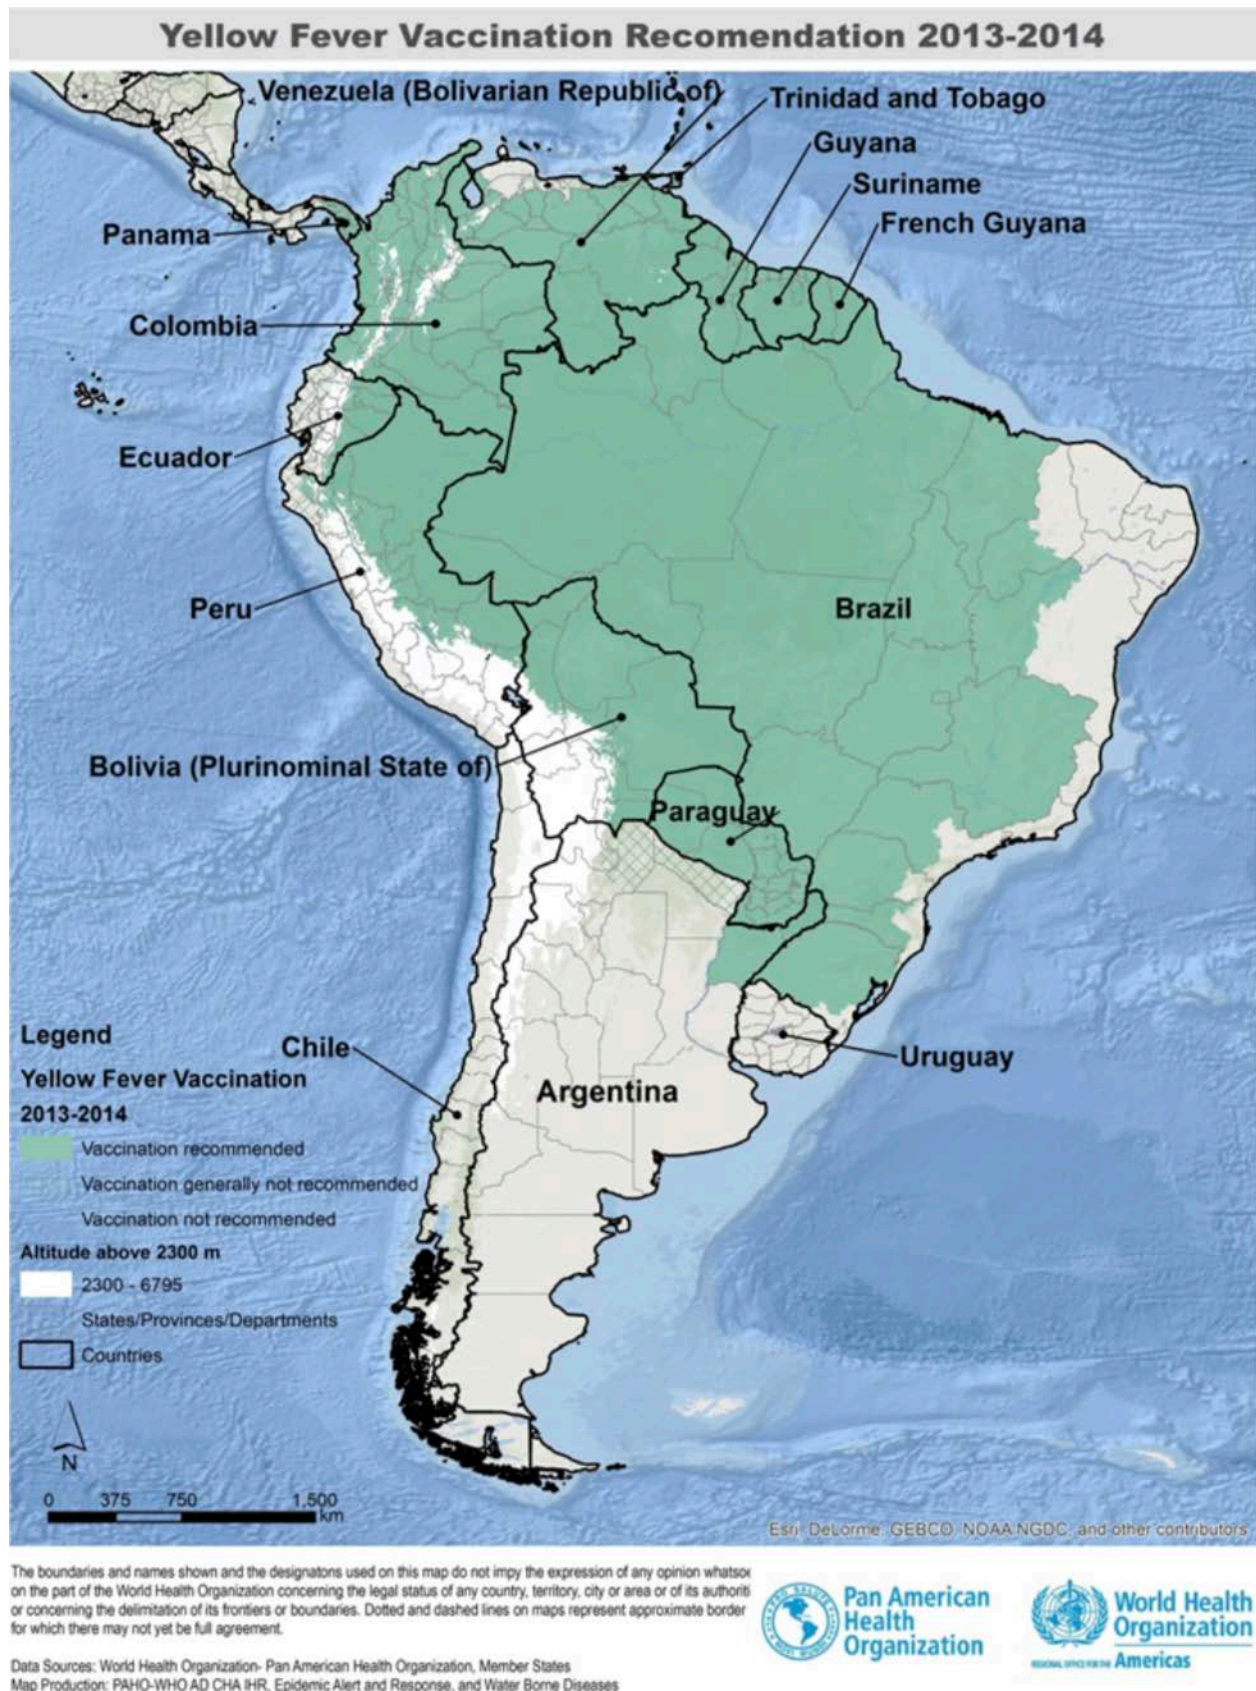 Yellow Fever Vaccination Recomendation 2013-2014
Venezuela (Bolivarian Republic of)
Trinidad and Tobago
Guyana
Suriname
French Guyana
Panama
Colombia
Ecuador
Peru
Brazil
Bolivia (Plurinominal State of)
Paraguay
Chile
Argentina
Uruguay
Legend
Yellow Fever Vaccination
2013-2014
Vaccination recommended
Vaccination generally not recommended
Vaccination not recommended
Altitude above 2300 m
2300 - 6795
States/Provinces/Departments
Countries
N
0 375 750 1,500
km
Esri, DeLorme, GEBCO, NOAA NGDC, and other contributors
The boundaries and names shown and the designatons used on this map do not impy the expression of any opinion whatsoe
on the part of the World Health Organization concerning the legal status of any country, territory, city or area or of its authoriti
or concerning the delimitation of its frontiers or boundaries. Dotted and dashed lines on maps represent approximate border
for which there may not yet be full agreement.
Data Sources: World Health Organization- Pan American Health Organization, Member States
Map Production: PAHO-WHO AD CHA IHR, Epidemic Alert and Response, and Water Borne Diseases
Pan American
Health
Organization
World Health
Organization
REGIONAL OFFICE FOR THE Americas